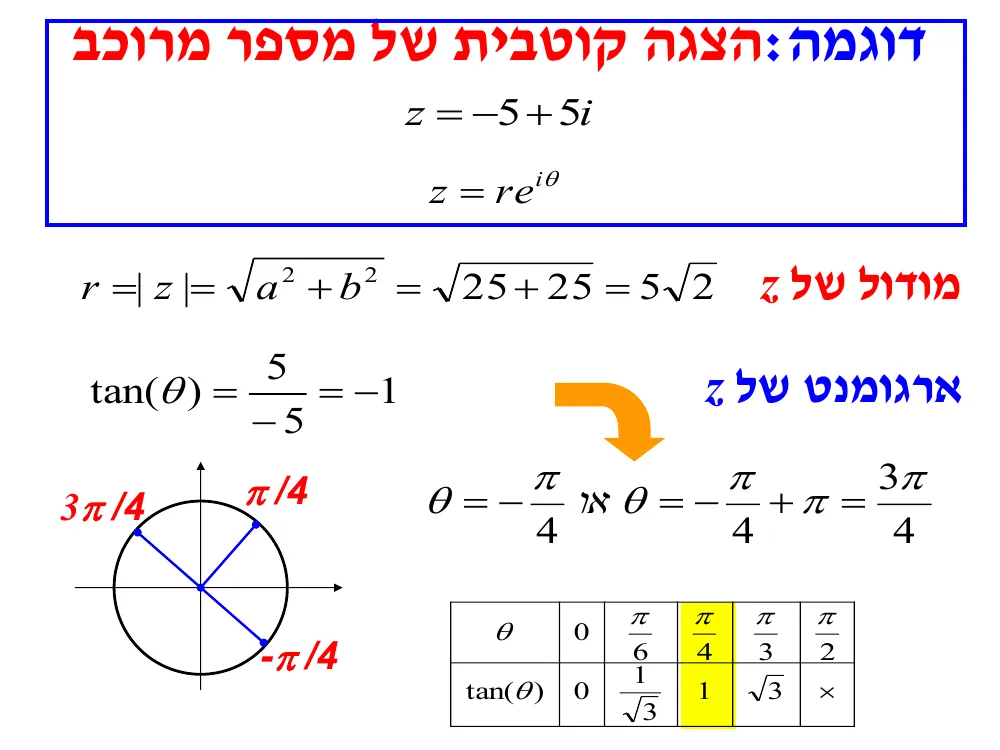 דוגמה: הצגה קוטבית של מספר מרוכב
z = −5 + 5i
z = re^{iθ}
מודול של z r =| z |= √(a² + b²) = √(25 + 25) = 5√2
ארגומנט של z tan(θ) = 5/−5 = −1
θ = −π/4 או θ = −π/4 + π = 3π/4
3π/4 π/4
-π/4
θ 0 π/6 π/4 π/3 π/2
tan(θ) 0 1/√3 1 √3 ×